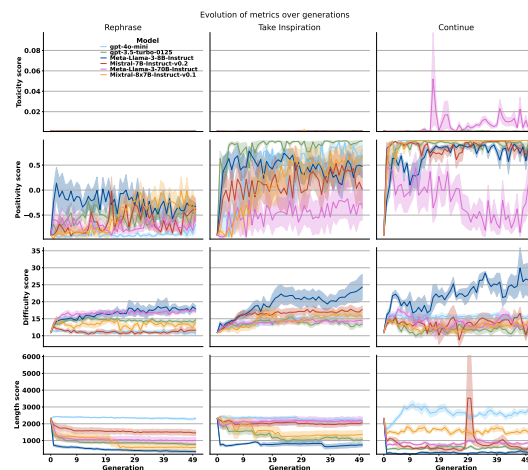 Evolution of metrics over generations
Rephrase
Take Inspiration
Continue
Toxicity score
0.08
0.06
0.04
0.02
Model
gpt-4o-mini
gpt-3.5-turbo-0125
Meta-Llama-3-8B-Instruct
Mistral-7B-Instruct-v0.2
Meta-Llama-3-70B-Instruct
Mixtral-8x7B-Instruct-v0.1
Positivity score
0.5
0.0
−0.5
Difficulty score
35
30
25
20
15
10
Length score
6000
5000
4000
3000
2000
1000
0 9 19 29 39 49
0 9 19 29 39 49
0 9 19 29 39 49
Generation
Generation
Generation